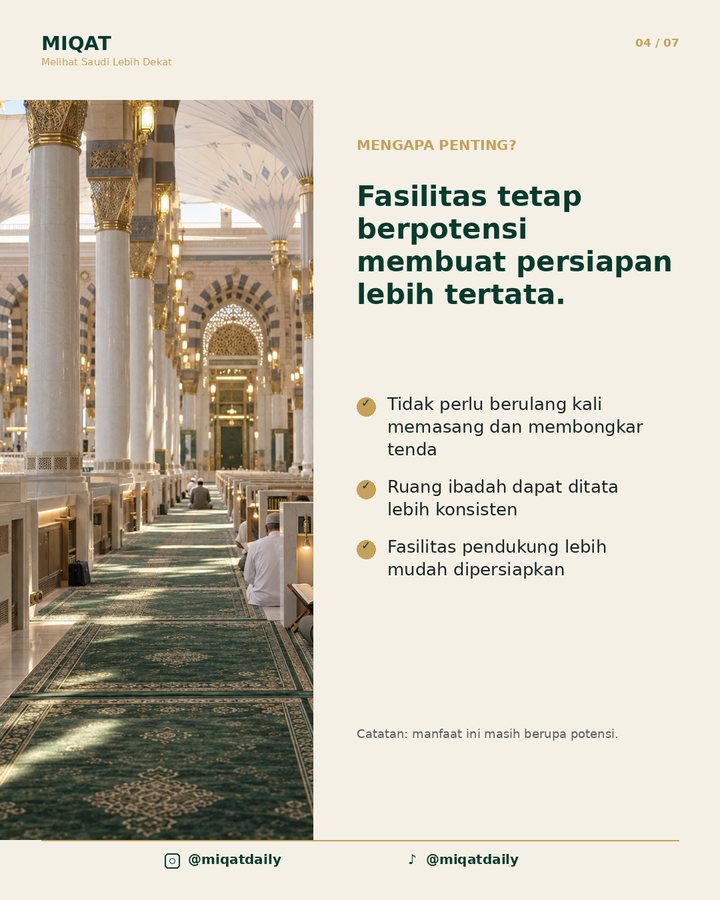 MIQAT
Melihat Saudi Lebih Dekat
04 / 07
MENGAPA PENTING?
Fasilitas tetap
berpotensi
membuat persiapan
lebih tertata.
Tidak perlu berulang kali
memasang dan membongkar
tenda
Ruang ibadah dapat ditata
lebih konsisten
Fasilitas pendukung lebih
mudah dipersiapkan
Catatan: manfaat ini masih berupa potensi.
@miqatdaily
@miqatdaily